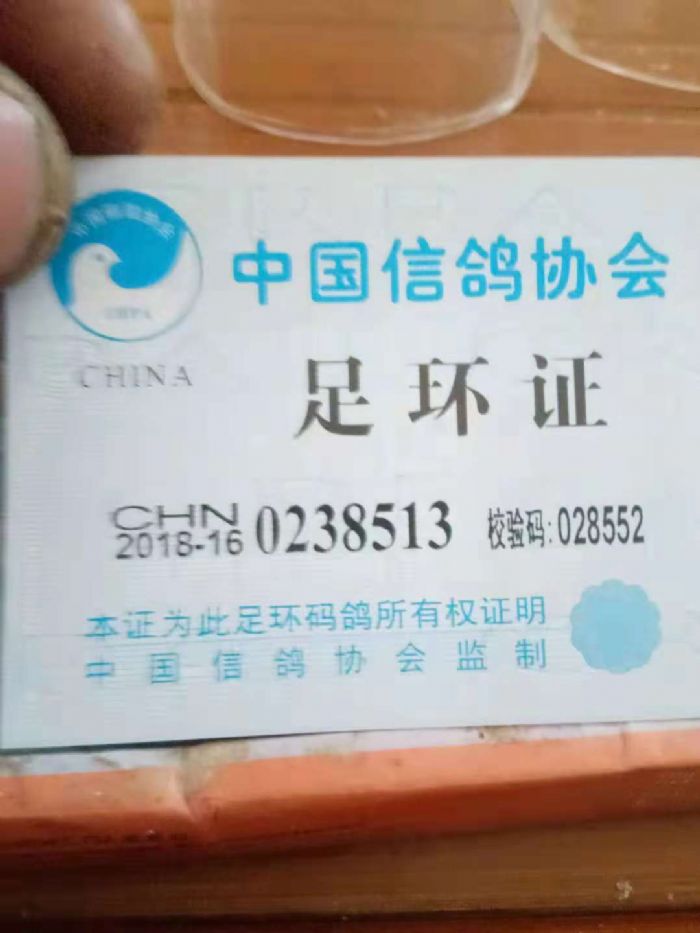 中国信鸽协会
CHINA
足环证
CHN
2018-16 0238513 校验码:028552
本证为此足环码鸽所有权证明
中国信鸽协会监制